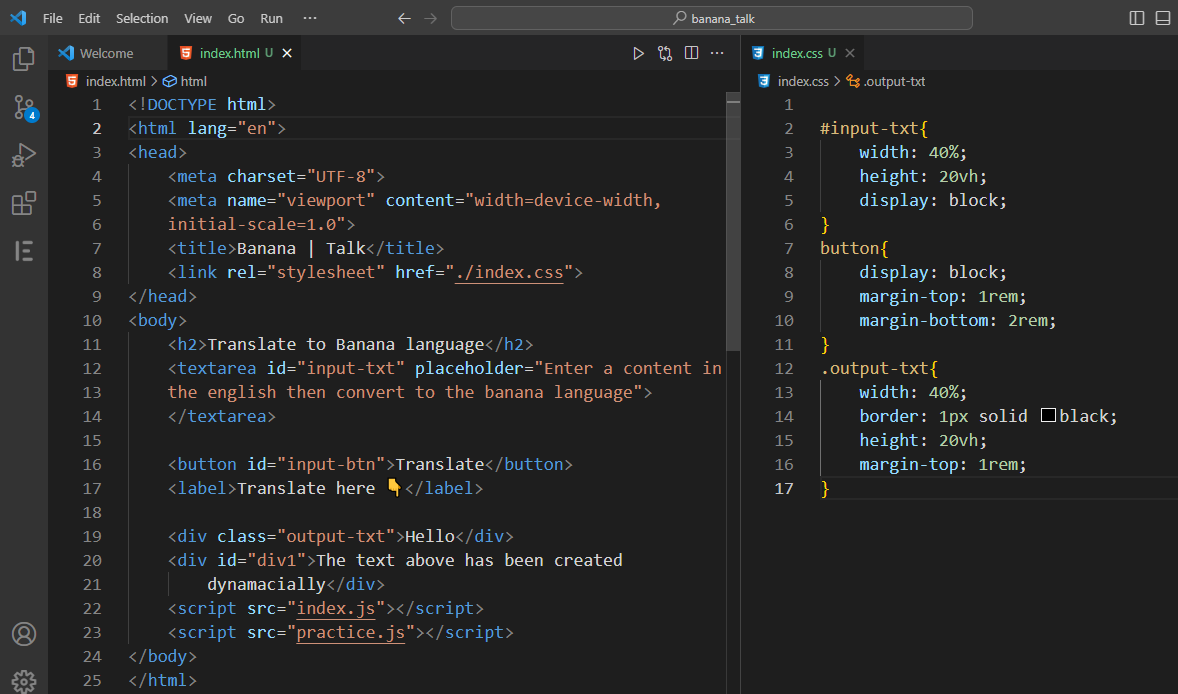 File Edit Selection View Go Run ··· ← → banana_talk
4
Welcome index.html U ×
index.html > html
1 <!DOCTYPE html>
2 <html lang="en">
3 <head>
4 <meta charset="UTF-8">
5 <meta name="viewport" content="width=device-width,
6 initial-scale=1.0">
7 <title>Banana | Talk</title>
8 <link rel="stylesheet" href="./index.css">
9 </head>
10 <body>
11 <h2>Translate to Banana language</h2>
12 <textarea id="input-txt" placeholder="Enter a content in
13 the english then convert to the banana language">
14 </textarea>
15
16 <button id="input-btn">Translate</button>
17 <label>Translate here 👇</label>
18
19 <div class="output-txt">Hello</div>
20 <div id="div1">The text above has been created
21 dynamacially</div>
22 <script src="index.js"></script>
23 <script src="practice.js"></script>
24 </body>
25 </html>
index.css U ×
index.css > .output-txt
1
2 #input-txt{
3 width: 40%;
4 height: 20vh;
5 display: block;
6 }
7 button{
8 display: block;
9 margin-top: 1rem;
10 margin-bottom: 2rem;
11 }
12 .output-txt{
13 width: 40%;
14 border: 1px solid black;
15 height: 20vh;
16 margin-top: 1rem;
17 }